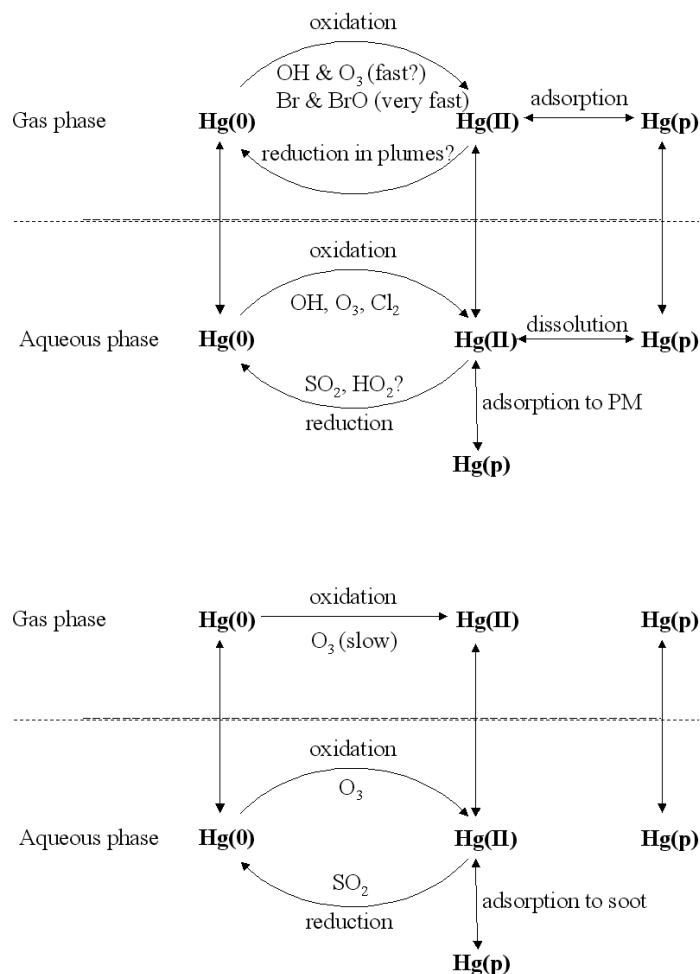 oxidation
OH & O₃ (fast?)
Br & BrO (very fast)
adsorption
Gas phase
Hg(0)
Hg(II)
Hg(p)
reduction in plumes?
oxidation
OH, O₃, Cl₂
dissolution
Aqueous phase
Hg(0)
Hg(II)
Hg(p)
SO₂, HO₂?
reduction
adsorption to PM
Hg(p)
oxidation
Gas phase
Hg(0)
Hg(II)
Hg(p)
O₃ (slow)
oxidation
O₃
Aqueous phase
Hg(0)
Hg(II)
Hg(p)
SO₂
reduction
adsorption to soot
Hg(p)